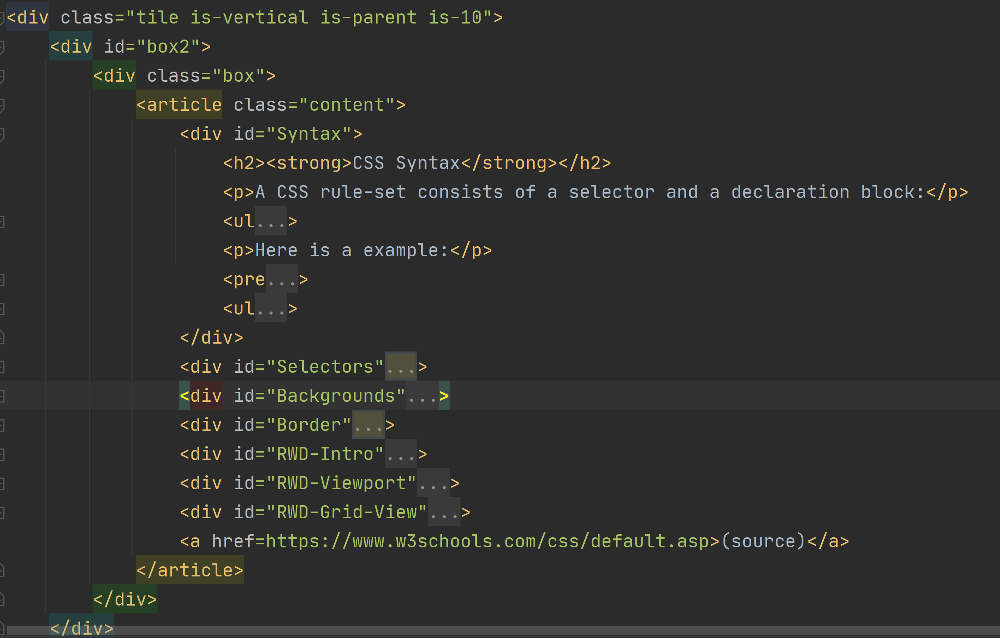 <div class="tile is-vertical is-parent is-10">
<div id="box2">
<div class="box">
<article class="content">
<div id="Syntax">
<h2><strong>CSS Syntax</strong></h2>
<p>A CSS rule-set consists of a selector and a declaration block:</p>
<ul...>
<p>Here is a example:</p>
<pre...>
<ul...>
</div>
<div id="Selectors"...>
<div id="Backgrounds"...>
<div id="Border"...>
<div id="RWD-Intro"...>
<div id="RWD-Viewport"...>
<div id="RWD-Grid-View"...>
<a href=https://www.w3schools.com/css/default.asp>(source)</a>
</article>
</div>
</div>